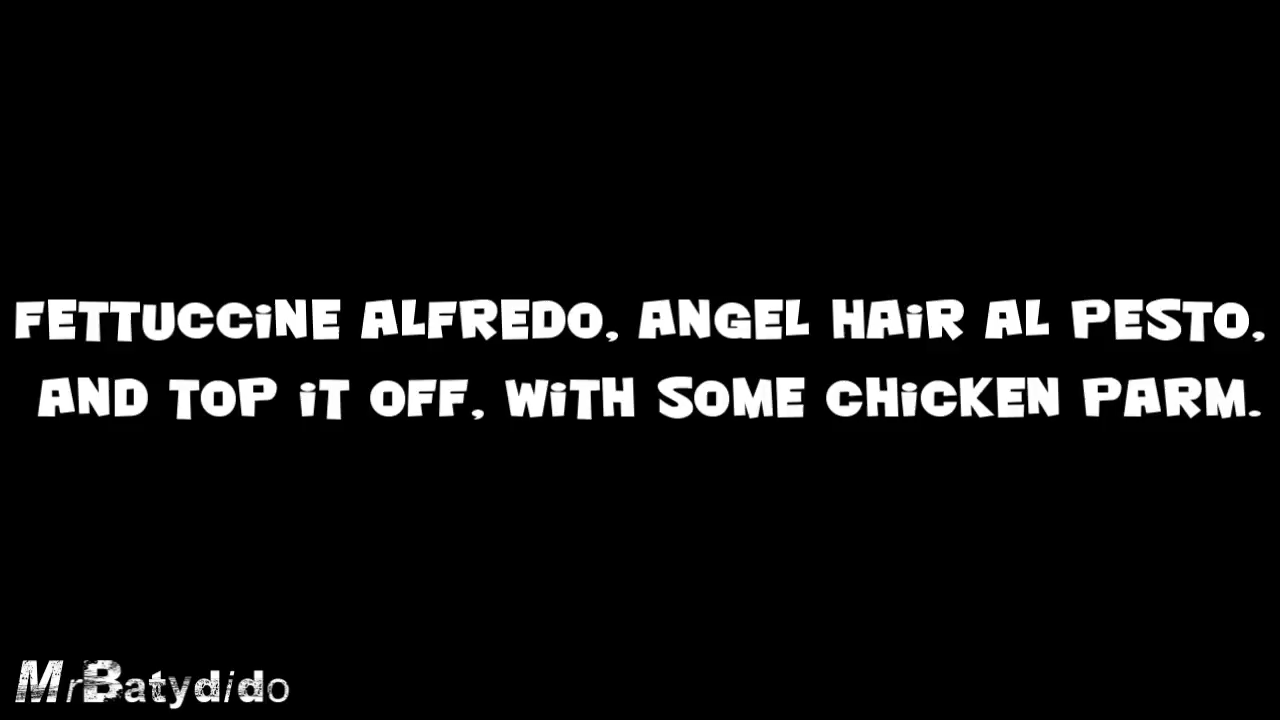 FETTUCCiNE ALFREDO, ANGEL HAiR AL PESTO,
AND TOP iT OFF, WiTH SOME CHiCKEN PARM.
MrBatydido